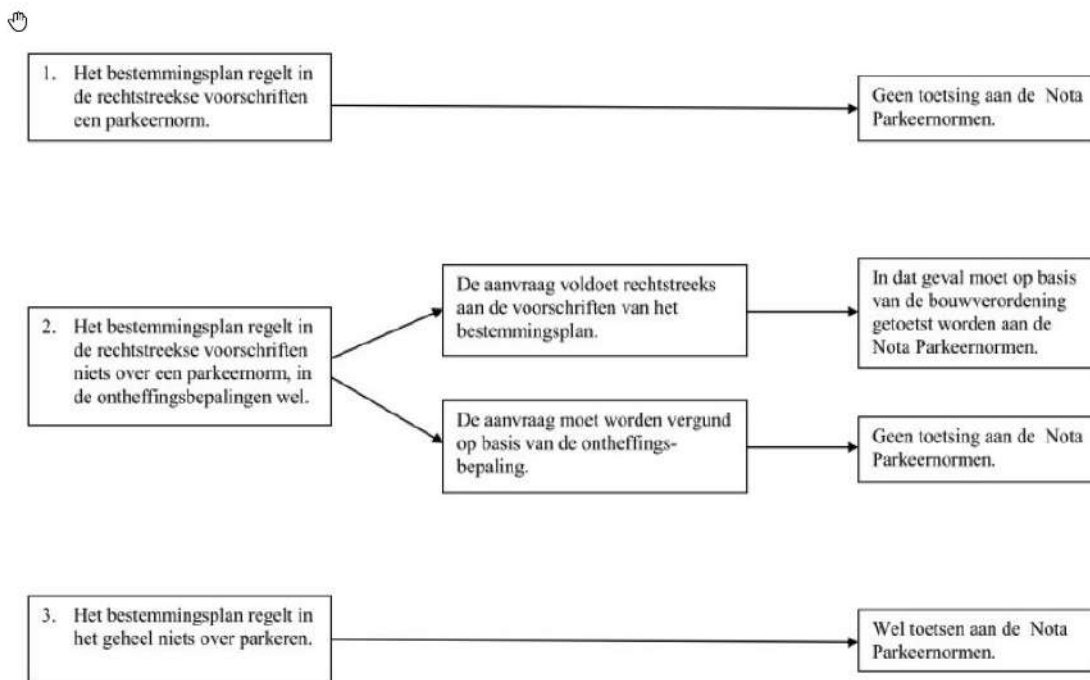 1. Het bestemmingsplan regelt in
de rechtstreekse voorschriften
een parkeernorm.
Geen toetsing aan de Nota
Parkeernormen.
2. Het bestemmingsplan regelt in
de rechtstreekse voorschriften
niets over een parkeernorm, in
de ontheffingsbepalingen wel.
De aanvraag voldoet rechtstreeks
aan de voorschriften van het
bestemmingsplan.
In dat geval moet op basis
van de bouwverordening
getoetst worden aan de
Nota Parkeernormen.
De aanvraag moet worden vergund
op basis van de ontheffings-
bepaling.
Geen toetsing aan de Nota
Parkeernormen.
3. Het bestemmingsplan regelt in
het geheel niets over parkeren.
Wel toetsen aan de Nota
Parkeernormen.